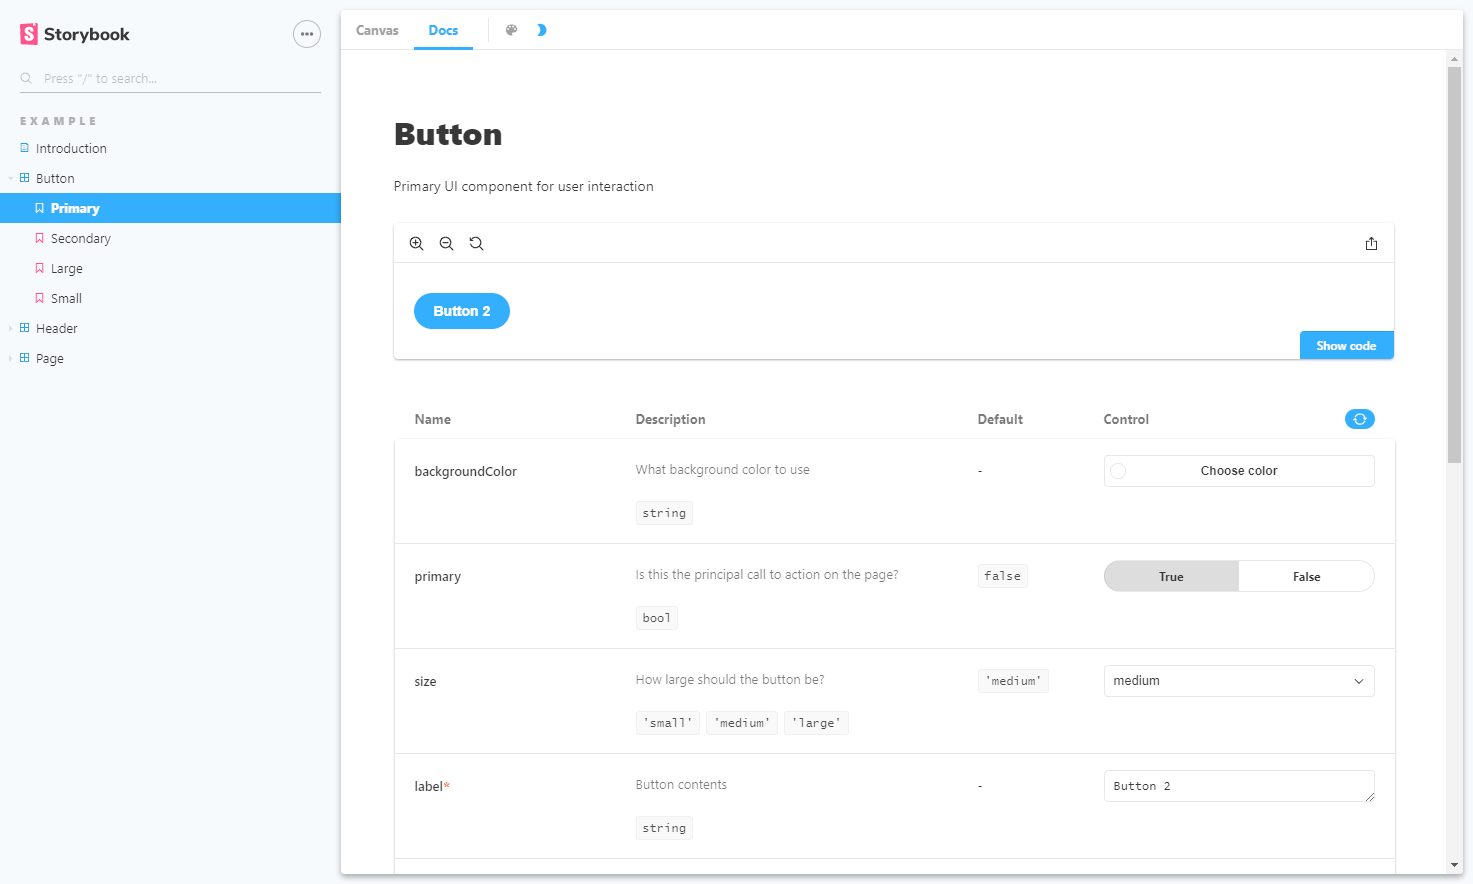 Storybook
Press "/" to search...
EXAMPLE
Introduction
Button
Primary
Secondary
Large
Small
Header
Page
Canvas Docs
Button
Primary UI component for user interaction
Button 2
Show code
Name Description Default Control
backgroundColor What background color to use - Choose color
string
primary Is this the principal call to action on the page? false True False
bool
size How large should the button be? 'medium' medium
'small' 'medium' 'large'
label* Button contents - Button 2
string